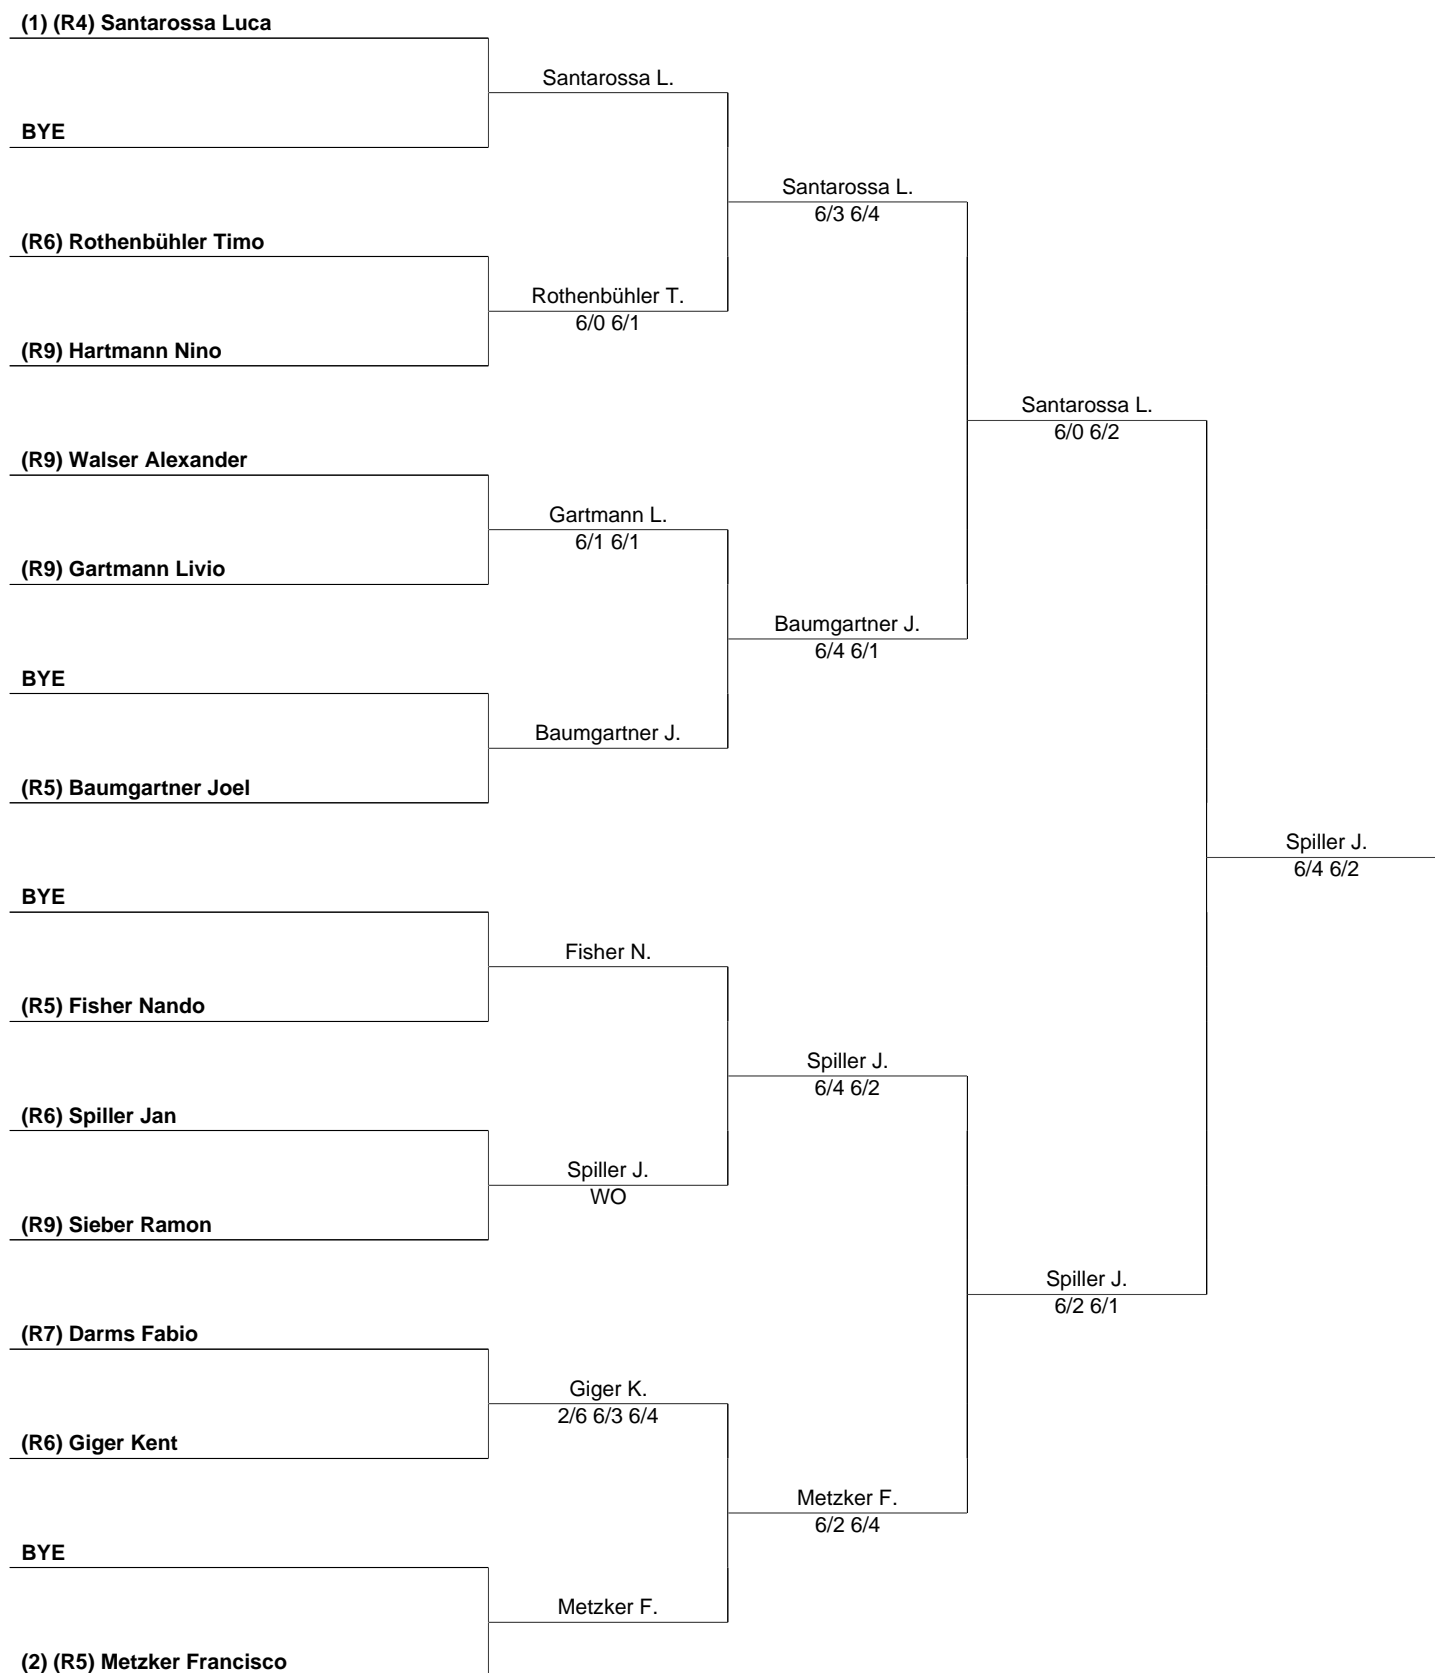 (1) (R4) Santarossa Luca
Santarossa L.
BYE
Santarossa L.
6/3 6/4
(R6) Rothenbühler Timo
Rothenbühler T.
6/0 6/1
(R9) Hartmann Nino
Santarossa L.
6/0 6/2
(R9) Walser Alexander
Gartmann L.
6/1 6/1
(R9) Gartmann Livio
Baumgartner J.
6/4 6/1
BYE
Baumgartner J.
(R5) Baumgartner Joel
Spiller J.
6/4 6/2
BYE
Fisher N.
(R5) Fisher Nando
Spiller J.
6/4 6/2
(R6) Spiller Jan
Spiller J.
WO
(R9) Sieber Ramon
Spiller J.
6/2 6/1
(R7) Darms Fabio
Giger K.
2/6 6/3 6/4
(R6) Giger Kent
Metzker F.
6/2 6/4
BYE
Metzker F.
(2) (R5) Metzker Francisco